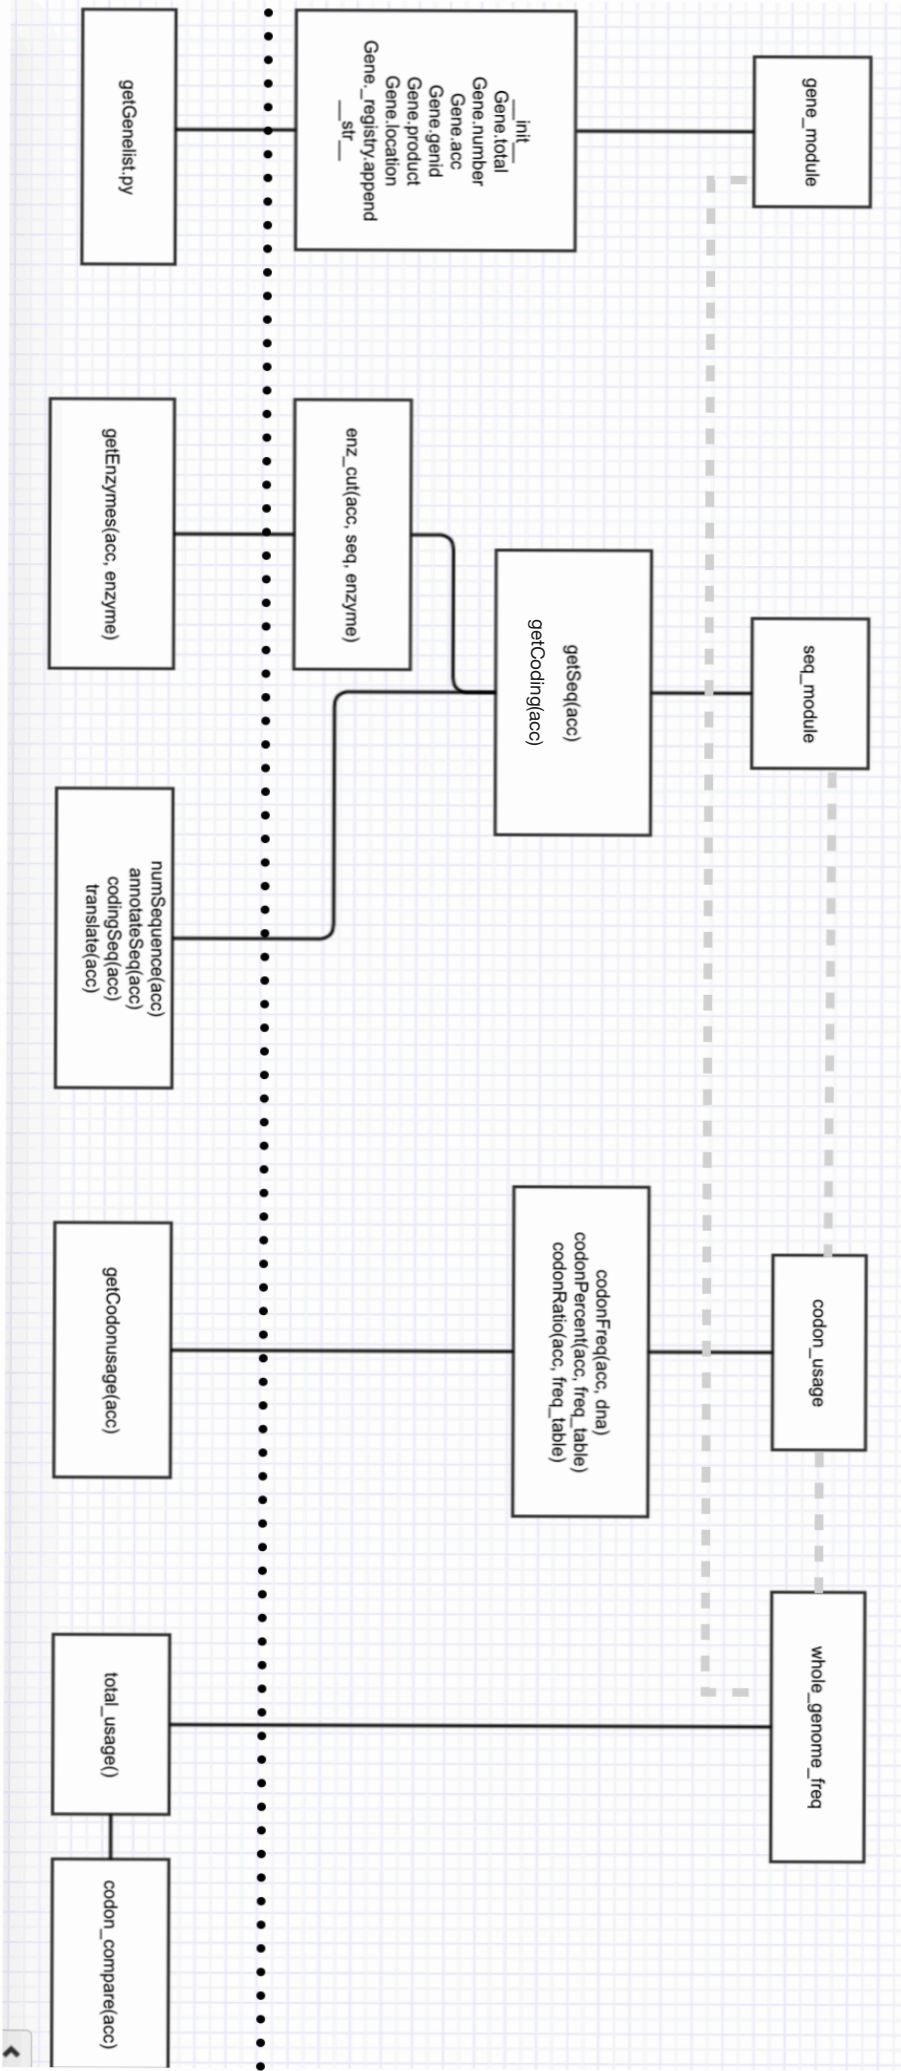 gene_module
seq_module
codon_usage
whole_genome_freq
__init__
Gene.total
Gene.number
Gene.acc
Gene.genid
Gene.product
Gene.location
Gene._registry.append
__str__
getSeq(acc)
getCoding(acc)
codonFreq(acc, dna)
codonPercent(acc, freq_table)
codonRatio(acc, freq_table)
enz_cut(acc, seq, enzyme)
getGenelist.py
getEnzymes(acc, enzyme)
numSequence(acc)
annotateSeq(acc)
codingSeq(acc)
translate(acc)
getCodonusage(acc)
total_usage()
codon_compare(acc)